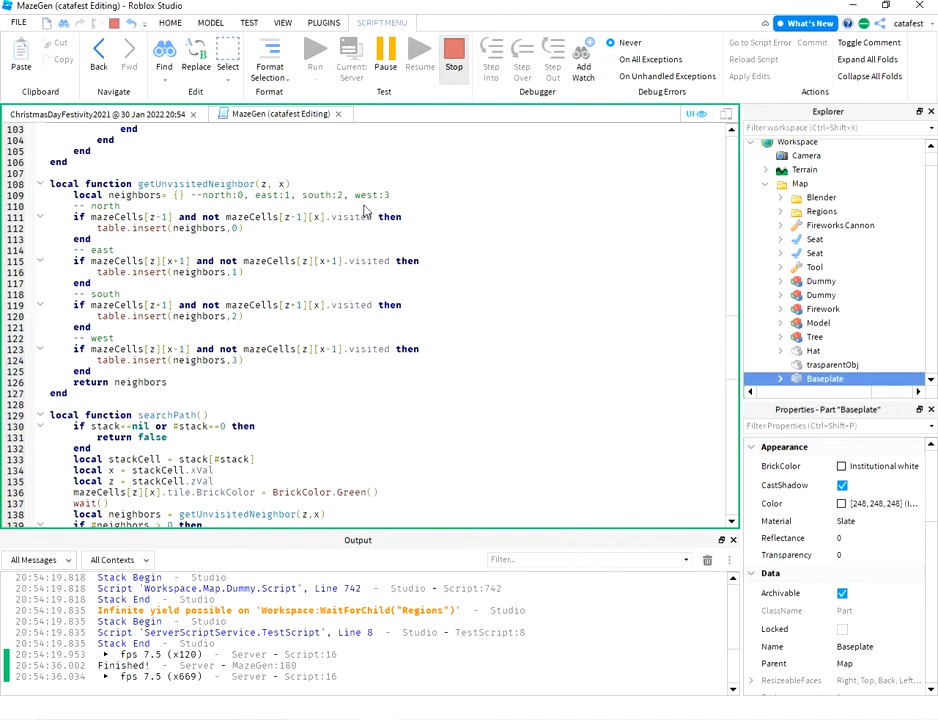 MazeGen (catafest Editing) - Roblox Studio
FILE HOME MODEL TEST VIEW PLUGINS SCRIPT MENU What's New catafest
Paste
Cut
Copy
Clipboard
Back
Fwd
Navigate
Find
Replace
Select
Edit
Format
Selection
Format
Run
Current:
Server
Pause
Resume
Stop
Test
Step
Into
Step
Over
Step
Out
Add
Watch
Debugger
Never
On All Exceptions
On Unhandled Exceptions
Debug Errors
Go to Script Error
Commit
Toggle Comment
Reload Script
Expand All Folds
Apply Edits
Collapse All Folds
Actions
ChristmasDayFestivity2021 @ 30 Jan 2022 20:54 ×
MazeGen (catafest Editing) ×
UI
103 end
104 end
105 end
106 end
107
108 local function getUnvisitedNeighbor(z, x)
109 local neighbors= {} --north:0, east:1, south:2, west:3
110 -- north
111 if mazeCells[z-1] and not mazeCells[z-1][x].visited then
112 table.insert(neighbors,0)
113 end
114 -- east
115 if mazeCells[z][x+1] and not mazeCells[z][x+1].visited then
116 table.insert(neighbors,1)
117 end
118 -- south
119 if mazeCells[z+1] and not mazeCells[z+1][x].visited then
120 table.insert(neighbors,2)
121 end
122 -- west
123 if mazeCells[z][x-1] and not mazeCells[z][x-1].visited then
124 table.insert(neighbors,3)
125 end
126 return neighbors
127 end
128
129 local function searchPath()
130 if stack==nil or #stack==0 then
131 return false
132 end
133 local stackCell = stack[#stack]
134 local x = stackCell.xVal
135 local z = stackCell.zVal
136 mazeCells[z][x].tile.BrickColor = BrickColor.Green()
137 wait()
138 local neighbors = getUnvisitedNeighbor(z,x)
139 if #neighbors > 0 then
Explorer
Filter workspace (Ctrl+Shift+X)
Workspace
Camera
Terrain
Map
Blender
Regions
Fireworks Cannon
Seat
Seat
Tool
Dummy
Dummy
Firework
Model
Tree
Hat
trasparentObj
Baseplate
Properties - Part "Baseplate"
Filter Properties (Ctrl+Shift+P)
Appearance
BrickColor Institutional white
CastShadow
Color [248, 248, 248] (I...
Material Slate
Reflectance 0
Transparency 0
Data
Archivable
ClassName Part
Locked
Name Baseplate
Parent Map
ResizeableFaces Right, Top, Back, Left...
Output
All Messages All Contexts Filter...
20:54:19.818 Stack Begin - Studio
20:54:19.818 Script 'Workspace.Map.Dummy.Script', Line 742 - Studio - Script:742
20:54:19.818 Stack End - Studio
20:54:19.835 Infinite yield possible on 'Workspace:WaitForChild("Regions")' - Studio
20:54:19.835 Stack Begin - Studio
20:54:19.835 Script 'ServerScriptService.TestScript', Line 8 - Studio - TestScript:8
20:54:19.835 Stack End - Studio
20:54:19.953 fps 7.5 (x120) - Server - Script:16
20:54:36.002 Finished! - Server - MazeGen:180
20:54:36.034 fps 7.5 (x669) - Server - Script:16